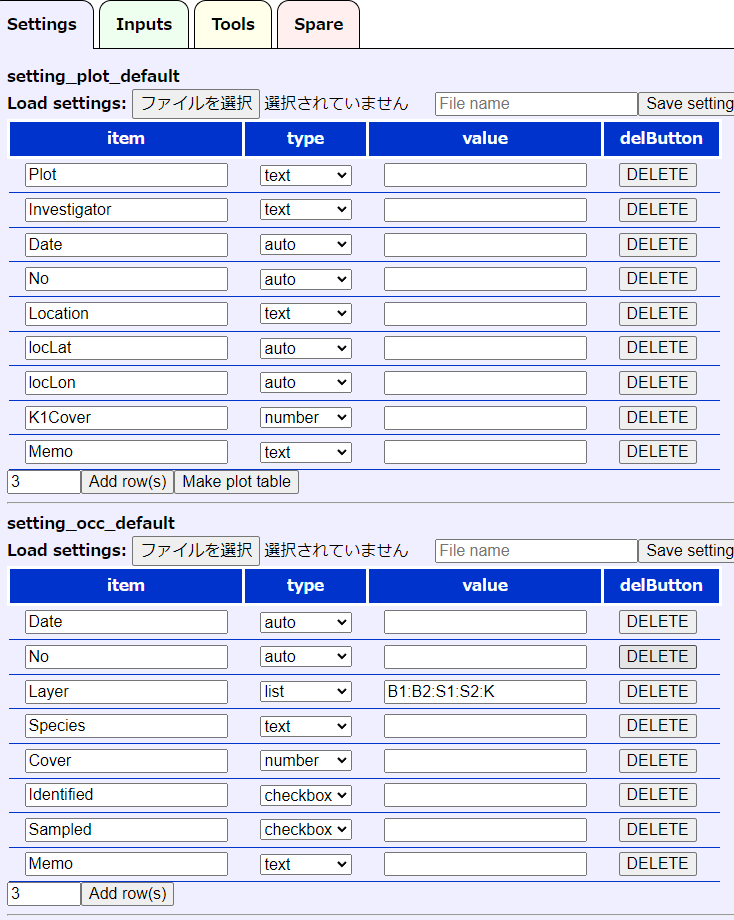 Settings Inputs Tools Spare
setting_plot_default
Load settings: ファイルを選択 選択されていません File name Save setting
item type value delButton
Plot text DELETE
Investigator text DELETE
Date auto DELETE
No auto DELETE
Location text DELETE
locLat auto DELETE
locLon auto DELETE
K1Cover number DELETE
Memo text DELETE
3 Add row(s) Make plot table
setting_occ_default
Load settings: ファイルを選択 選択されていません File name Save setting
item type value delButton
Date auto DELETE
No auto DELETE
Layer list B1:B2:S1:S2:K DELETE
Species text DELETE
Cover number DELETE
Identified checkbox DELETE
Sampled checkbox DELETE
Memo text DELETE
3 Add row(s)